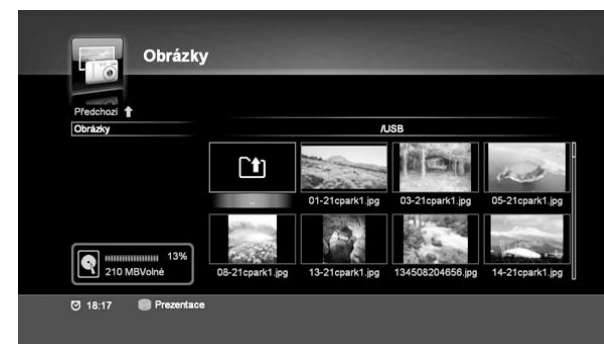 Obrázky
Předchozí
Obrázky
/USB
..
01-21cpark1.jpg 03-21cpark1.jpg 05-21cpark1.jpg
13%
210 MBVolné
08-21cpark1.jpg 13-21cpark1.jpg 134508204656.jpg 14-21cpark1.jpg
18:17 Prezentace